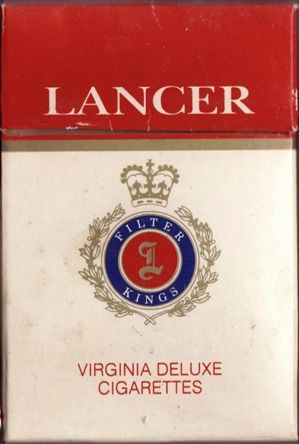 LANCER
FILTER
L
KINGS
VIRGINIA DELUXE
CIGARETTES